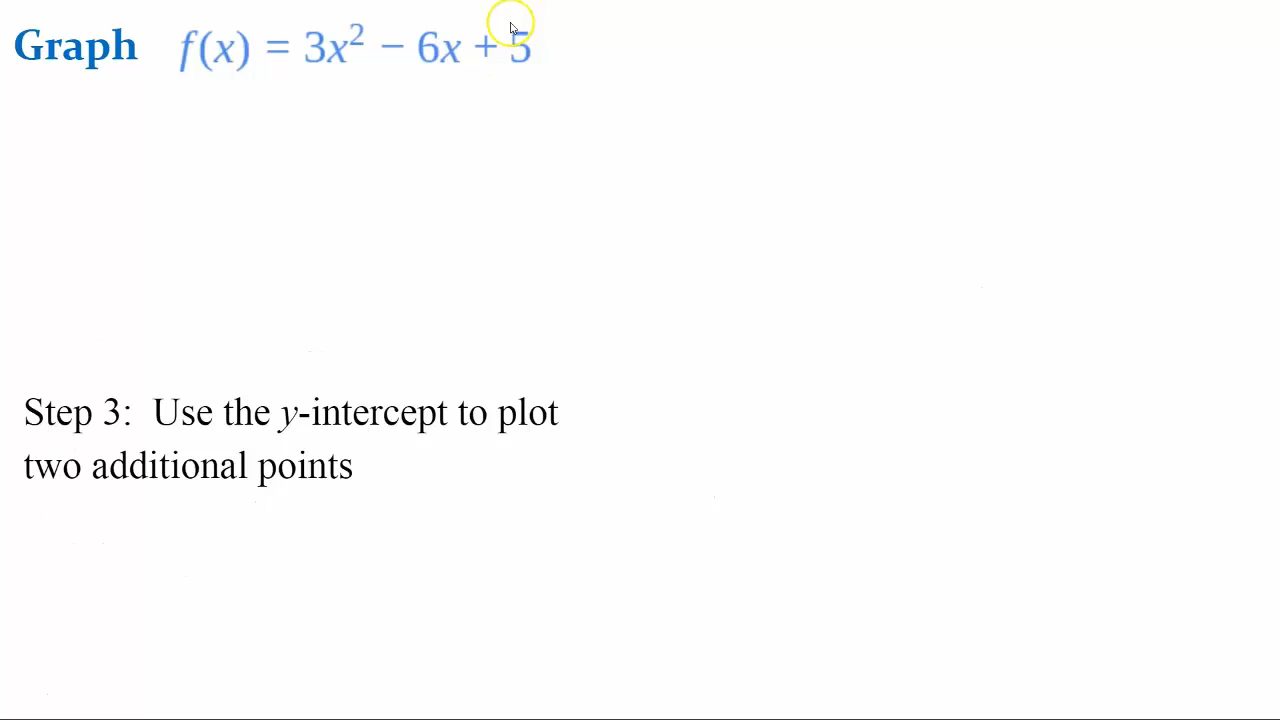 Graph f(x) = 3x² − 6x + 5
Step 3: Use the y-intercept to plot
two additional points